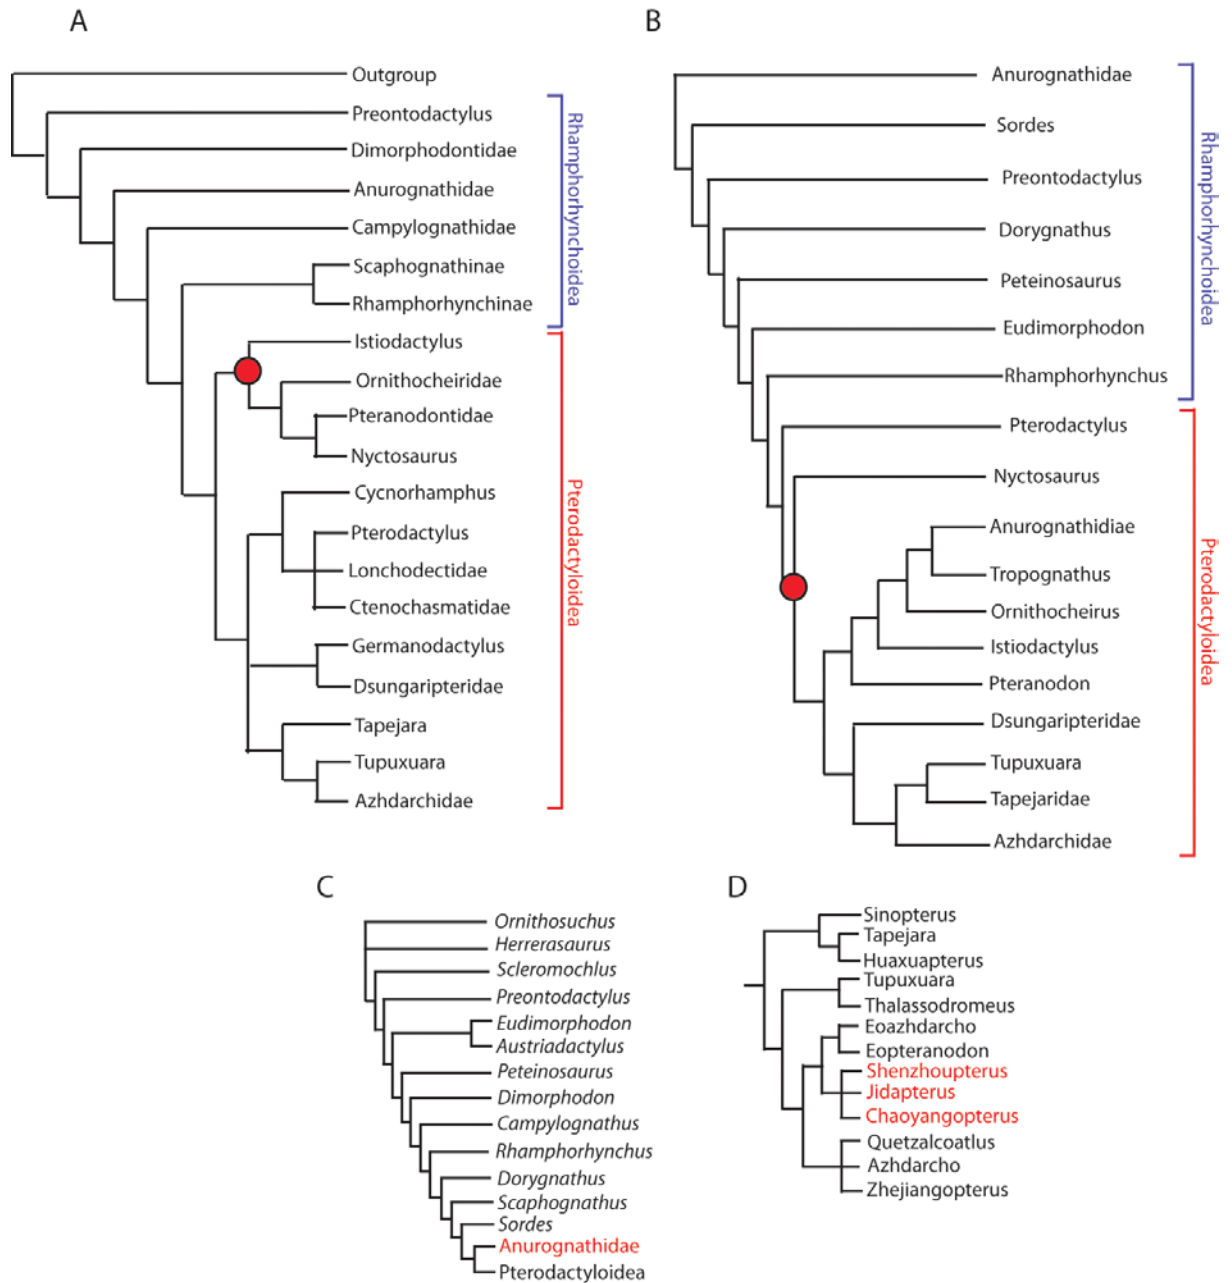 A
Outgroup
Preontodactylus
Dimorphodontidae
Anurognathidae
Campylognathidae
Scaphognathinae
Rhamphorhynchinae
Istiodactylus
Ornithocheiridae
Pteranodontidae
Nyctosaurus
Cycnorhamphus
Pterodactylus
Lonchodectidae
Ctenochasmatidae
Germanodactylus
Dsungaripteridae
Tapejara
Tupuxuara
Azhdarchidae
Rhamphorhynchoidea
Pterodactyloidea
B
Anurognathidae
Sordes
Preontodactylus
Dorygnathus
Peteinosaurus
Eudimorphodon
Rhamphorhynchus
Pterodactylus
Nyctosaurus
Anurognathidiae
Tropognathus
Ornithocheirus
Istiodactylus
Pteranodon
Dsungaripteridae
Tupuxuara
Tapejaridae
Azhdarchidae
Rhamphorhynchoidea
Pterodactyloidea
C
Ornithosuchus
Herrerasaurus
Scleromochlus
Preontodactylus
Eudimorphodon
Austriadactylus
Peteinosaurus
Dimorphodon
Campylognathus
Rhamphorhynchus
Dorygnathus
Scaphognathus
Sordes
Anurognathidae
Pterodactyloidea
D
Sinopterus
Tapejara
Huaxuapterus
Tupuxuara
Thalassodromeus
Eoazhdarcho
Eopteranodon
Shenzhoupterus
Jidapterus
Chaoyangopterus
Quetzalcoatlus
Azhdarcho
Zhejiangopterus